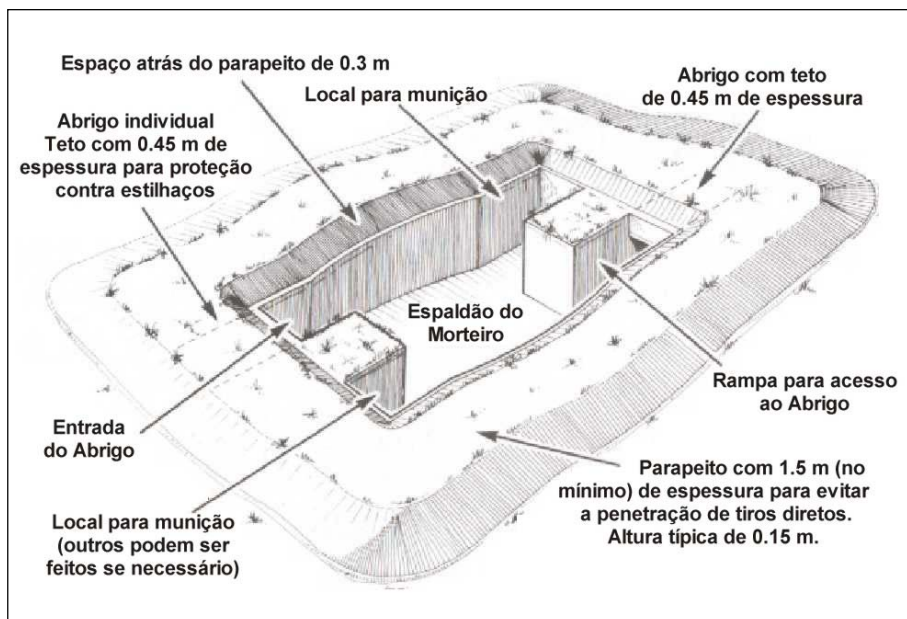 Espaço atrás do parapeito de 0.3 m
Local para munição
Abrigo com teto
de 0.45 m de espessura
Abrigo individual
Teto com 0.45 m de
espessura para proteção
contra estilhaços
Espaldão do
Morteiro
Rampa para acesso
ao Abrigo
Entrada
do Abrigo
Parapeito com 1.5 m (no
mínimo) de espessura para evitar
a penetração de tiros diretos.
Altura típica de 0.15 m.
Local para munição
(outros podem ser
feitos se necessário)